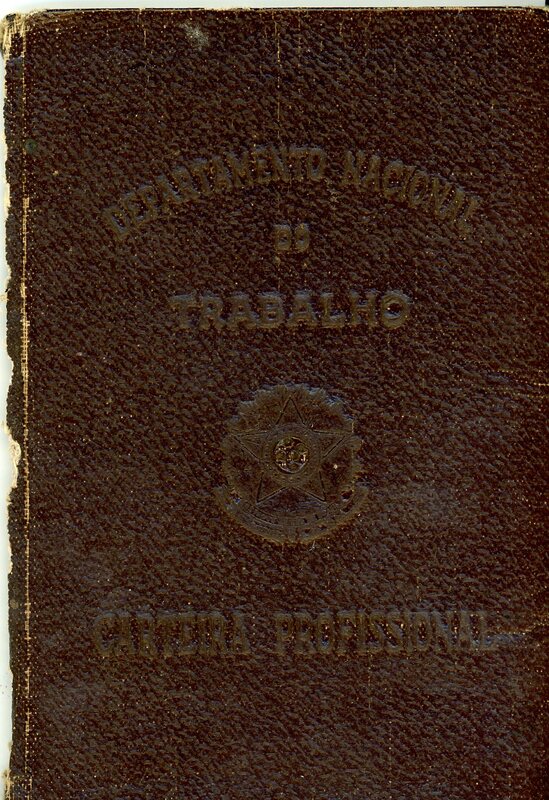 DEPARTAMENTO NACIONAL
DO
TRABALHO
CARTEIRA PROFISSIONAL